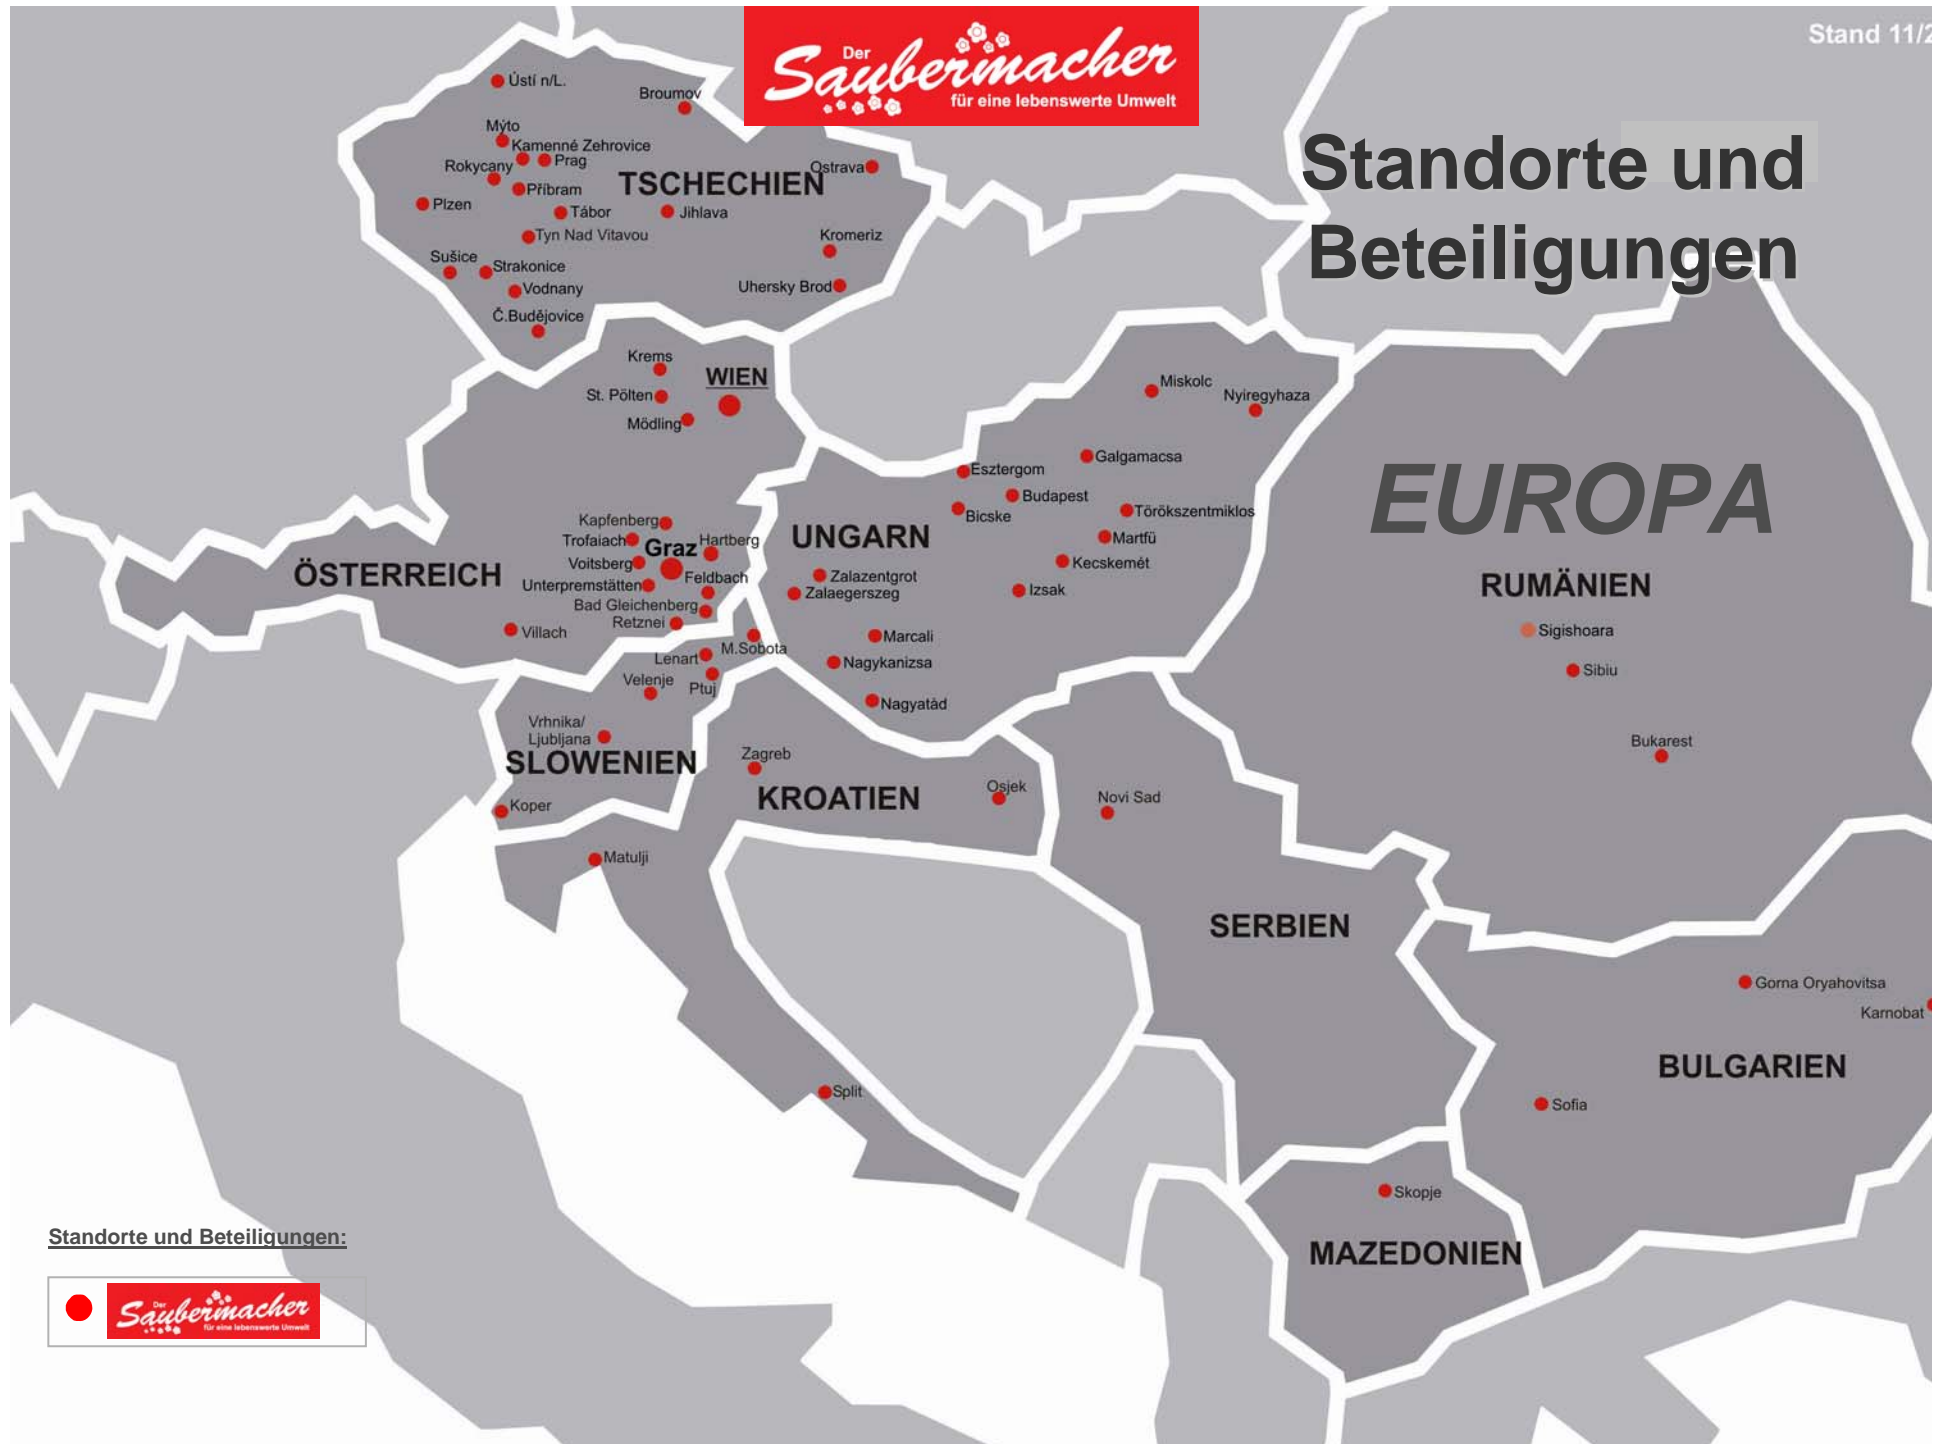 Der
Saubermacher
für eine lebenswerte Umwelt
Stand 11/2
Standorte und
Beteiligungen
EUROPA
TSCHECHIEN
Ústí n/L.
Broumov
Mýto
Kamenné Zehrovice
Rokycany
Prag
Ostrava
Příbram
Plzen
Tábor
Jihlava
Tyn Nad Vitavou
Kromeriz
Sušice
Strakonice
Vodnany
Uhersky Brod
Č.Budějovice
Krems
WIEN
St. Pölten
Mödling
Kapfenberg
Trofaiach
Graz
Hartberg
Voitsberg
ÖSTERREICH
Unterpremstätten
Feldbach
Bad Gleichenberg
Retznei
Villach
Miskolc
Nyiregyhaza
Galgamacsa
Esztergom
Budapest
Bicske
Törökszentmiklos
UNGARN
Martfü
Kecskemét
Zalazentgrot
Zalaegerszeg
Izsak
Marcali
Nagykanizsa
Nagyatád
RUMÄNIEN
Sigishoara
Sibiu
Bukarest
M.Sobota
Lenart
Velenje
Ptuj
Vrhnika/
Ljubljana
SLOWENIEN
Koper
Zagreb
KROATIEN
Osjek
Matulji
Split
Novi Sad
SERBIEN
Gorna Oryahovitsa
Karnobat
BULGARIEN
Sofia
Skopje
MAZEDONIEN
Standorte und Beteiligungen:
Der
Saubermacher
für eine lebenswerte Umwelt